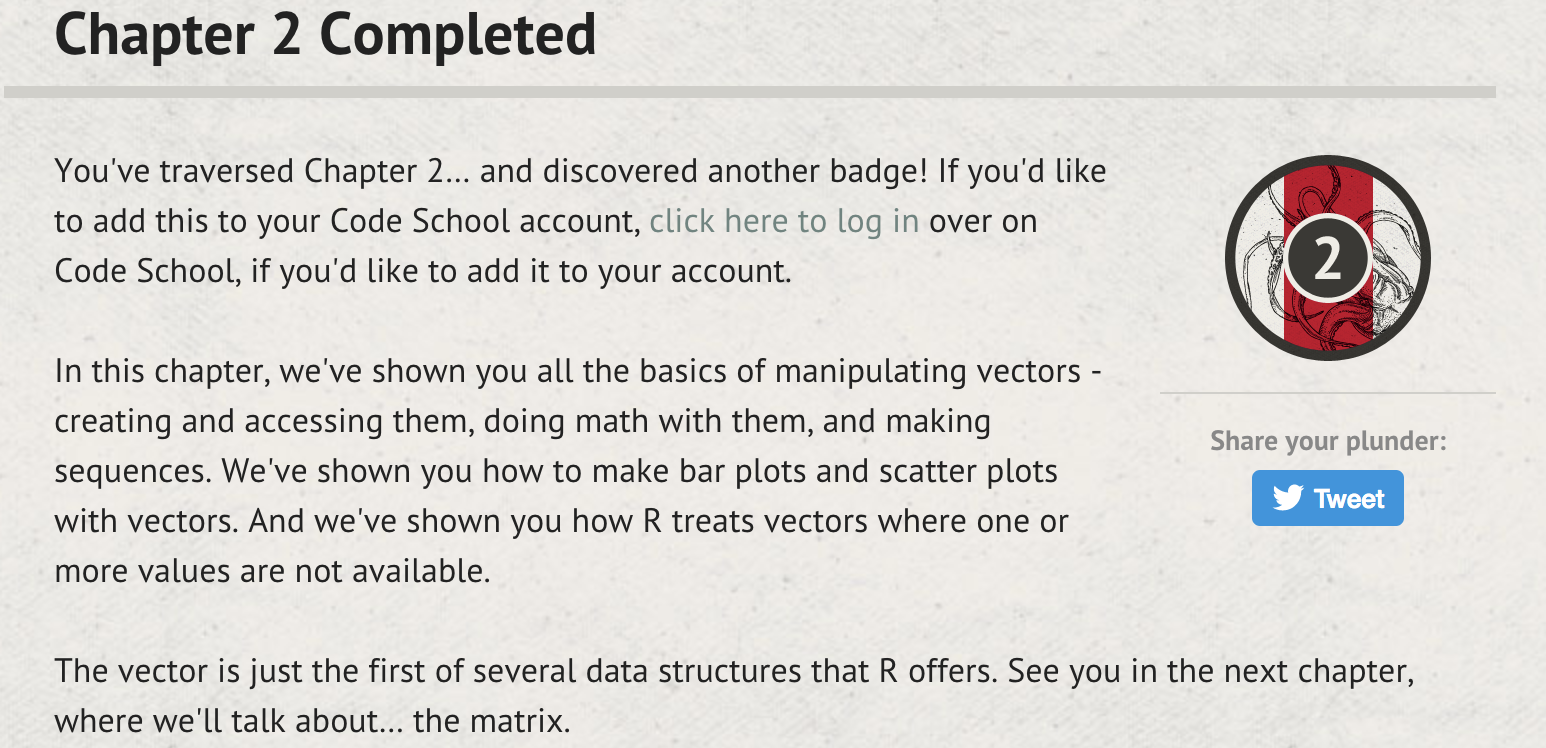 Chapter 2 Completed
You've traversed Chapter 2... and discovered another badge! If you'd like
to add this to your Code School account, click here to log in over on
Code School, if you'd like to add it to your account.
2
In this chapter, we've shown you all the basics of manipulating vectors -
creating and accessing them, doing math with them, and making
sequences. We've shown you how to make bar plots and scatter plots
with vectors. And we've shown you how R treats vectors where one or
more values are not available.
Share your plunder:
Tweet
The vector is just the first of several data structures that R offers. See you in the next chapter,
where we'll talk about... the matrix.